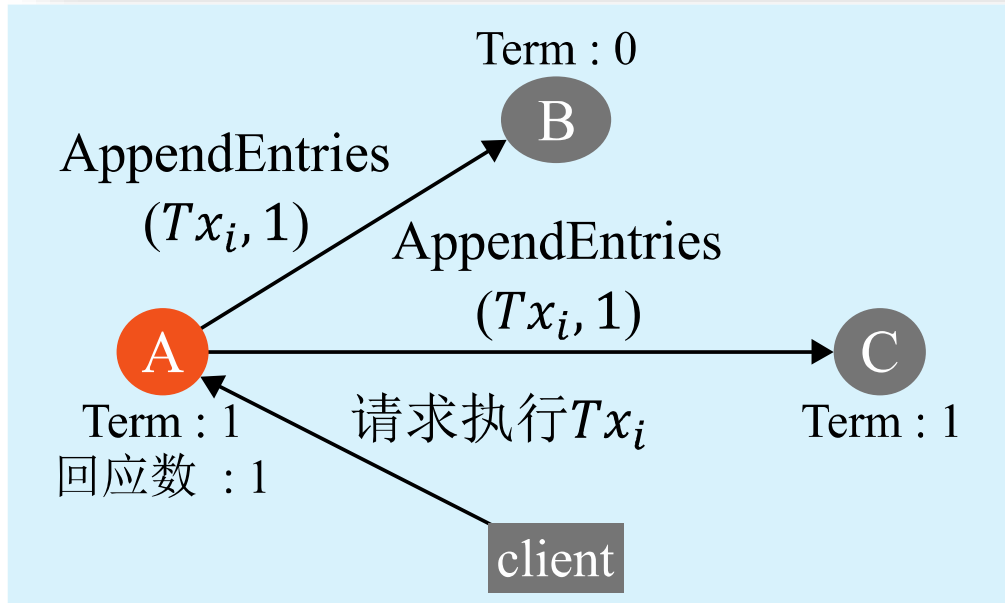 Term : 0
B
AppendEntries
(𝑇𝑥ᵢ, 1)
AppendEntries
(𝑇𝑥ᵢ, 1)
A
C
Term : 1
回应数 : 1
请求执行𝑇𝑥ᵢ
Term : 1
client